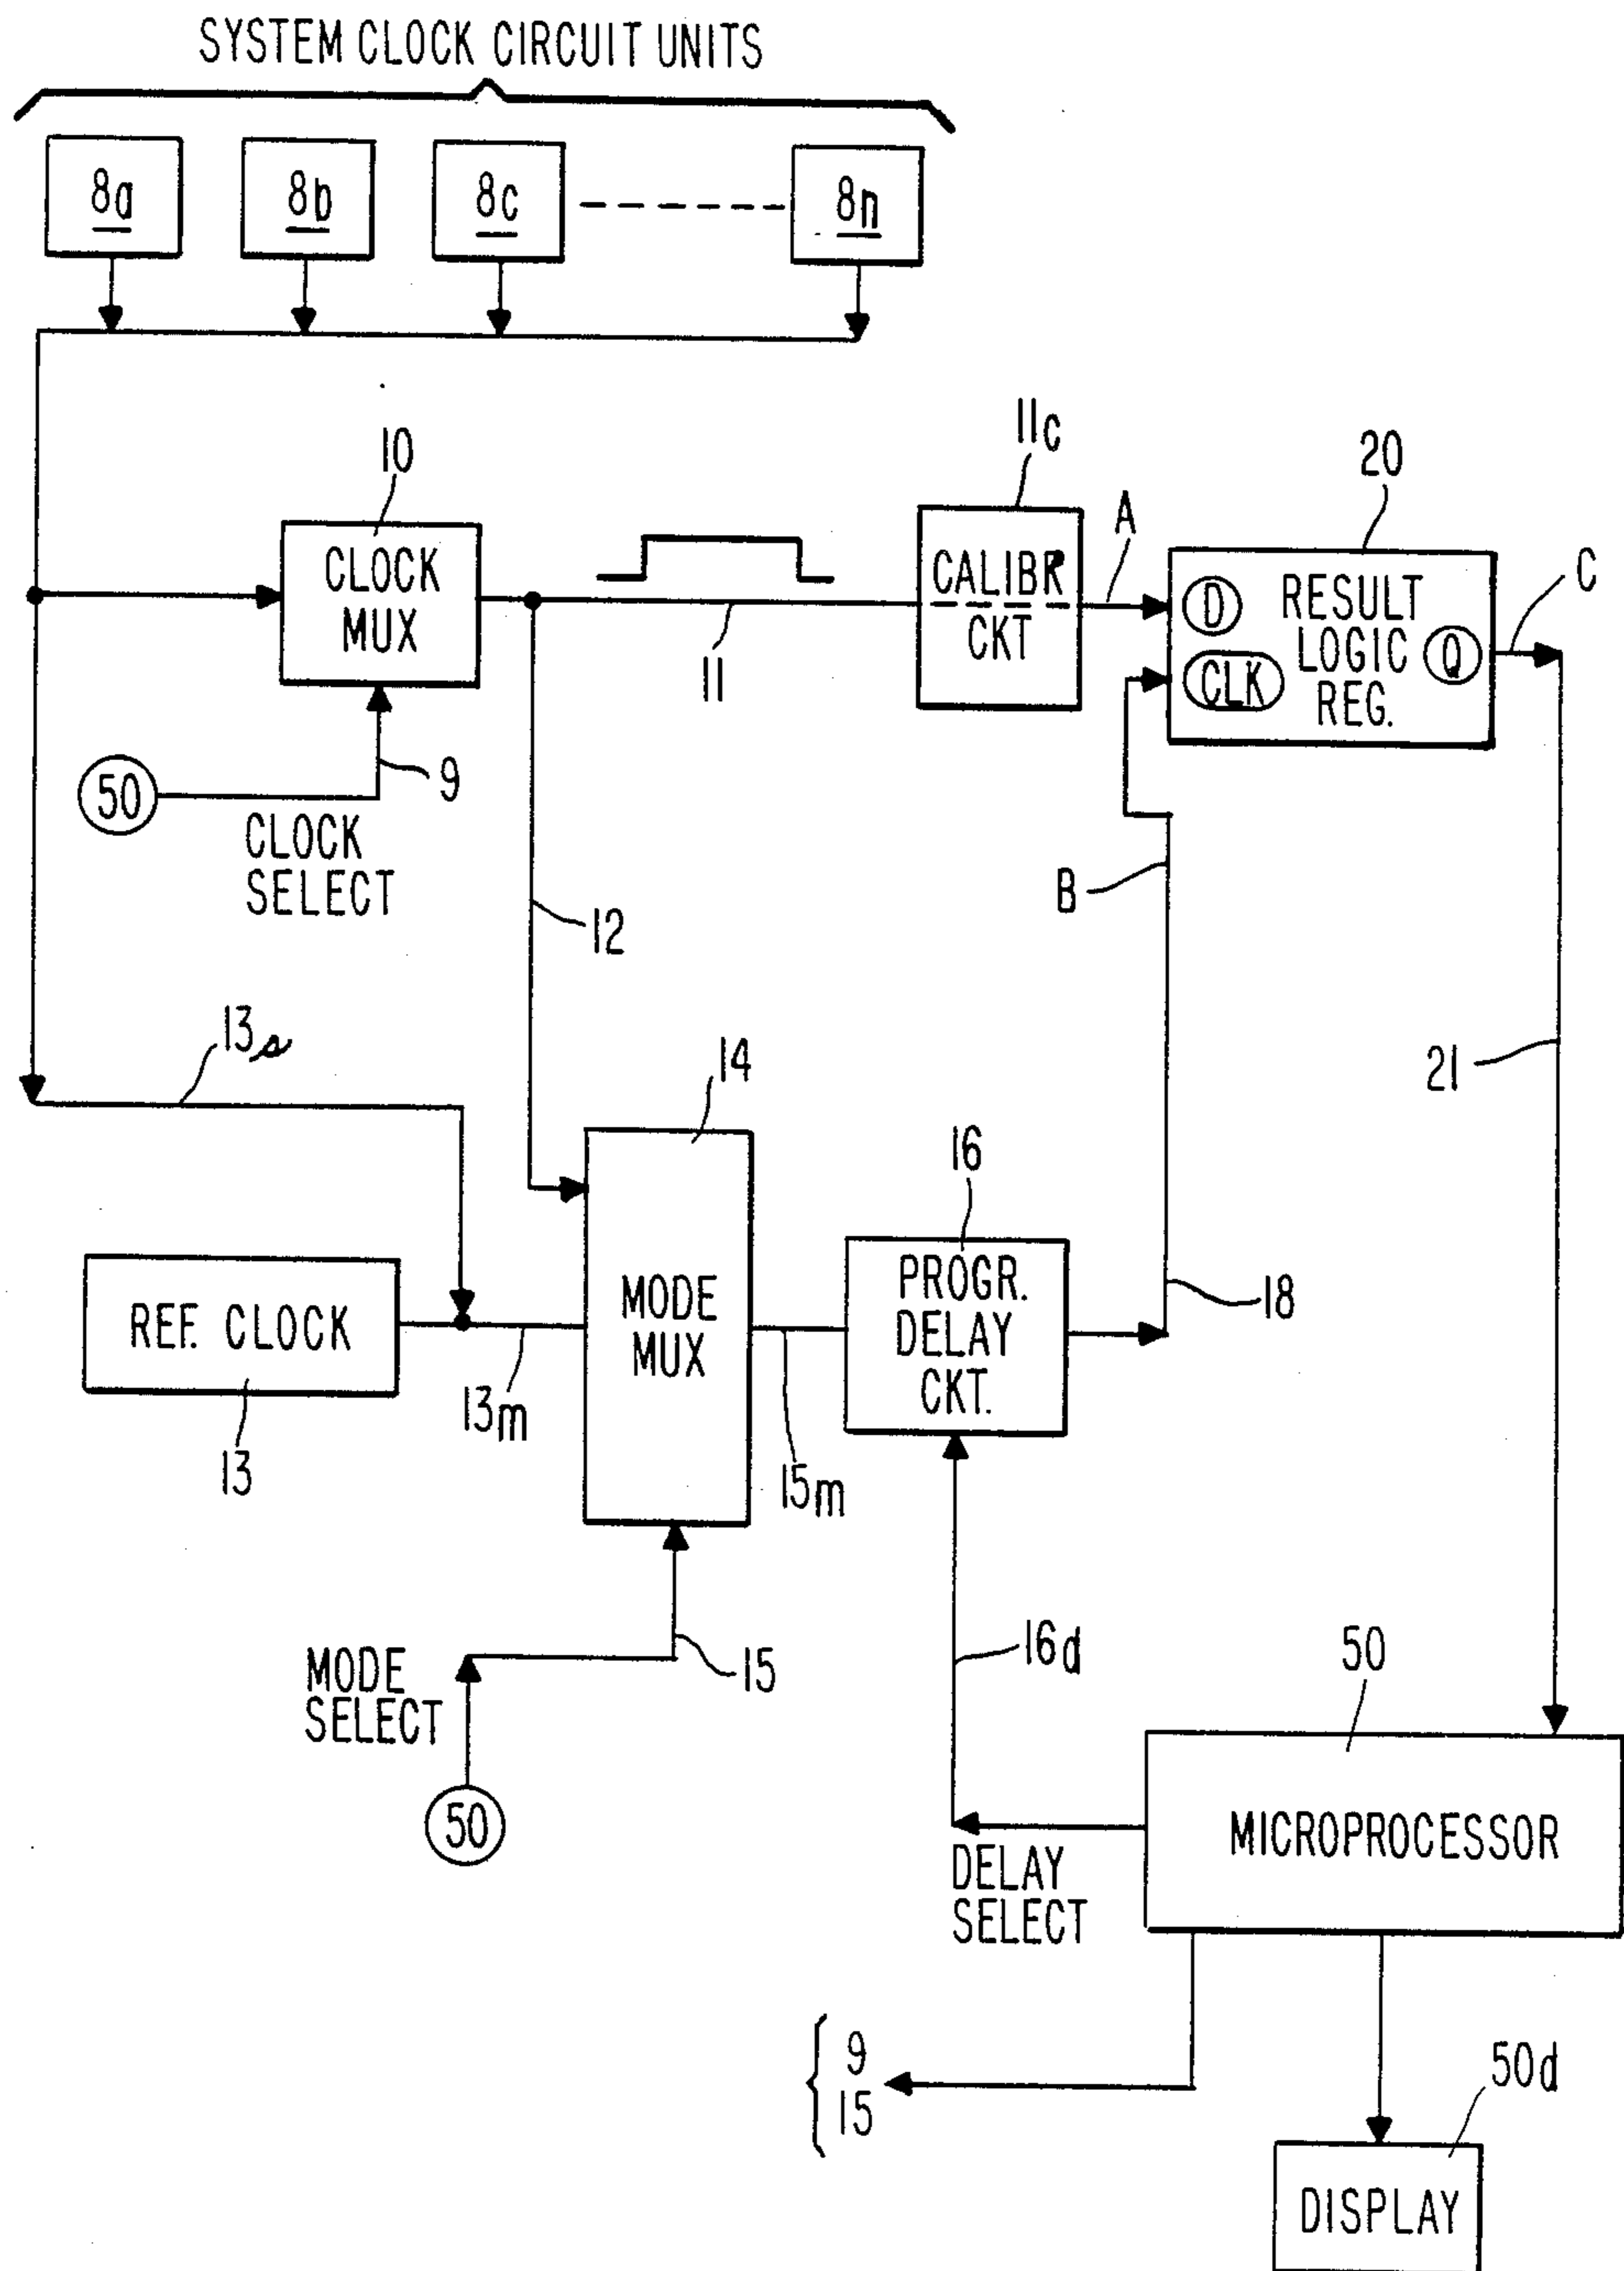 SYSTEM CLOCK CIRCUIT UNITS
8a
8b
8c
8n
10
CLOCK
MUX
11
11c
CALIBR
CKT
A
20
D
CLK
RESULT
LOGIC
REG.
Q
C
50
9
CLOCK
SELECT
12
B
21
13s
14
MODE
MUX
REF. CLOCK
13
13m
15m
16
PROGR.
DELAY
CKT.
18
MODE
SELECT
15
50
16d
DELAY
SELECT
50
MICROPROCESSOR
9
15
50d
DISPLAY